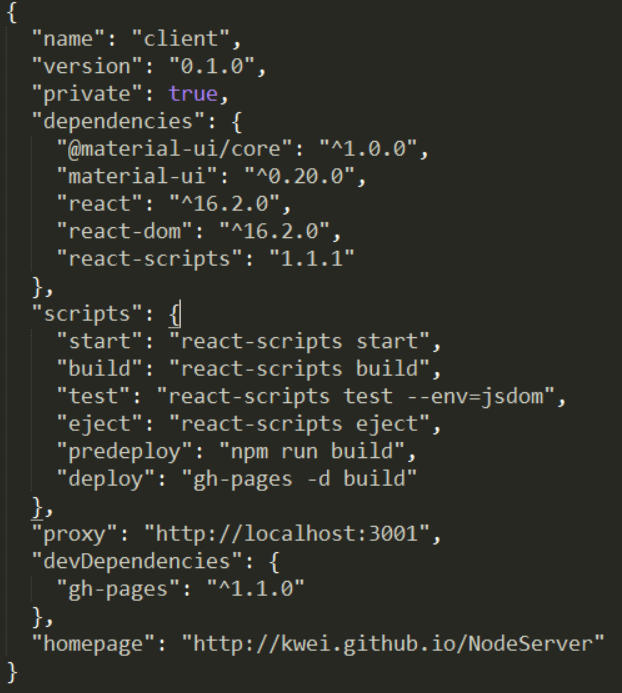 {
"name": "client",
"version": "0.1.0",
"private": true,
"dependencies": {
"@material-ui/core": "^1.0.0",
"material-ui": "^0.20.0",
"react": "^16.2.0",
"react-dom": "^16.2.0",
"react-scripts": "1.1.1"
},
"scripts": {
"start": "react-scripts start",
"build": "react-scripts build",
"test": "react-scripts test --env=jsdom",
"eject": "react-scripts eject",
"predeploy": "npm run build",
"deploy": "gh-pages -d build"
},
"proxy": "http://localhost:3001",
"devDependencies": {
"gh-pages": "^1.1.0"
},
"homepage": "http://kwei.github.io/NodeServer"
}